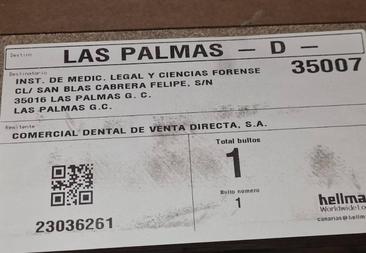 Destino
LAS PALMAS - D -
Destinatario
35007
INST. DE MEDIC. LEGAL Y CIENCIAS FORENSE
CL/ SAN BLAS CABRERA FELIPE, S/N
35016 LAS PALMAS G. C.
LAS PALMAS G.C.
Remitente
COMERCIAL DENTAL DE VENTA DIRECTA, S.A.
Total bultos
1
Bulto número
1
23036261
hellma
Worldwide Lo
canarias@hellm